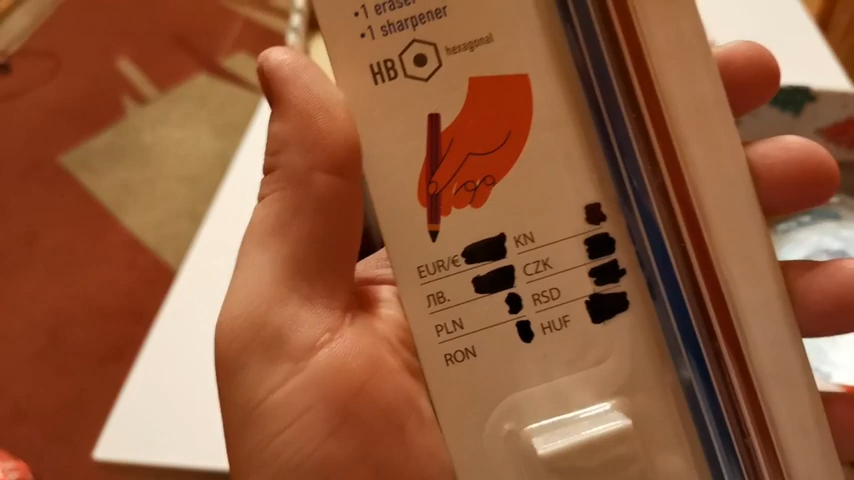 •1 eraser
•1 sharpener
HB hexagonal
EUR/€
ЛВ.
PLN
RON
KN
CZK
RSD
HUF